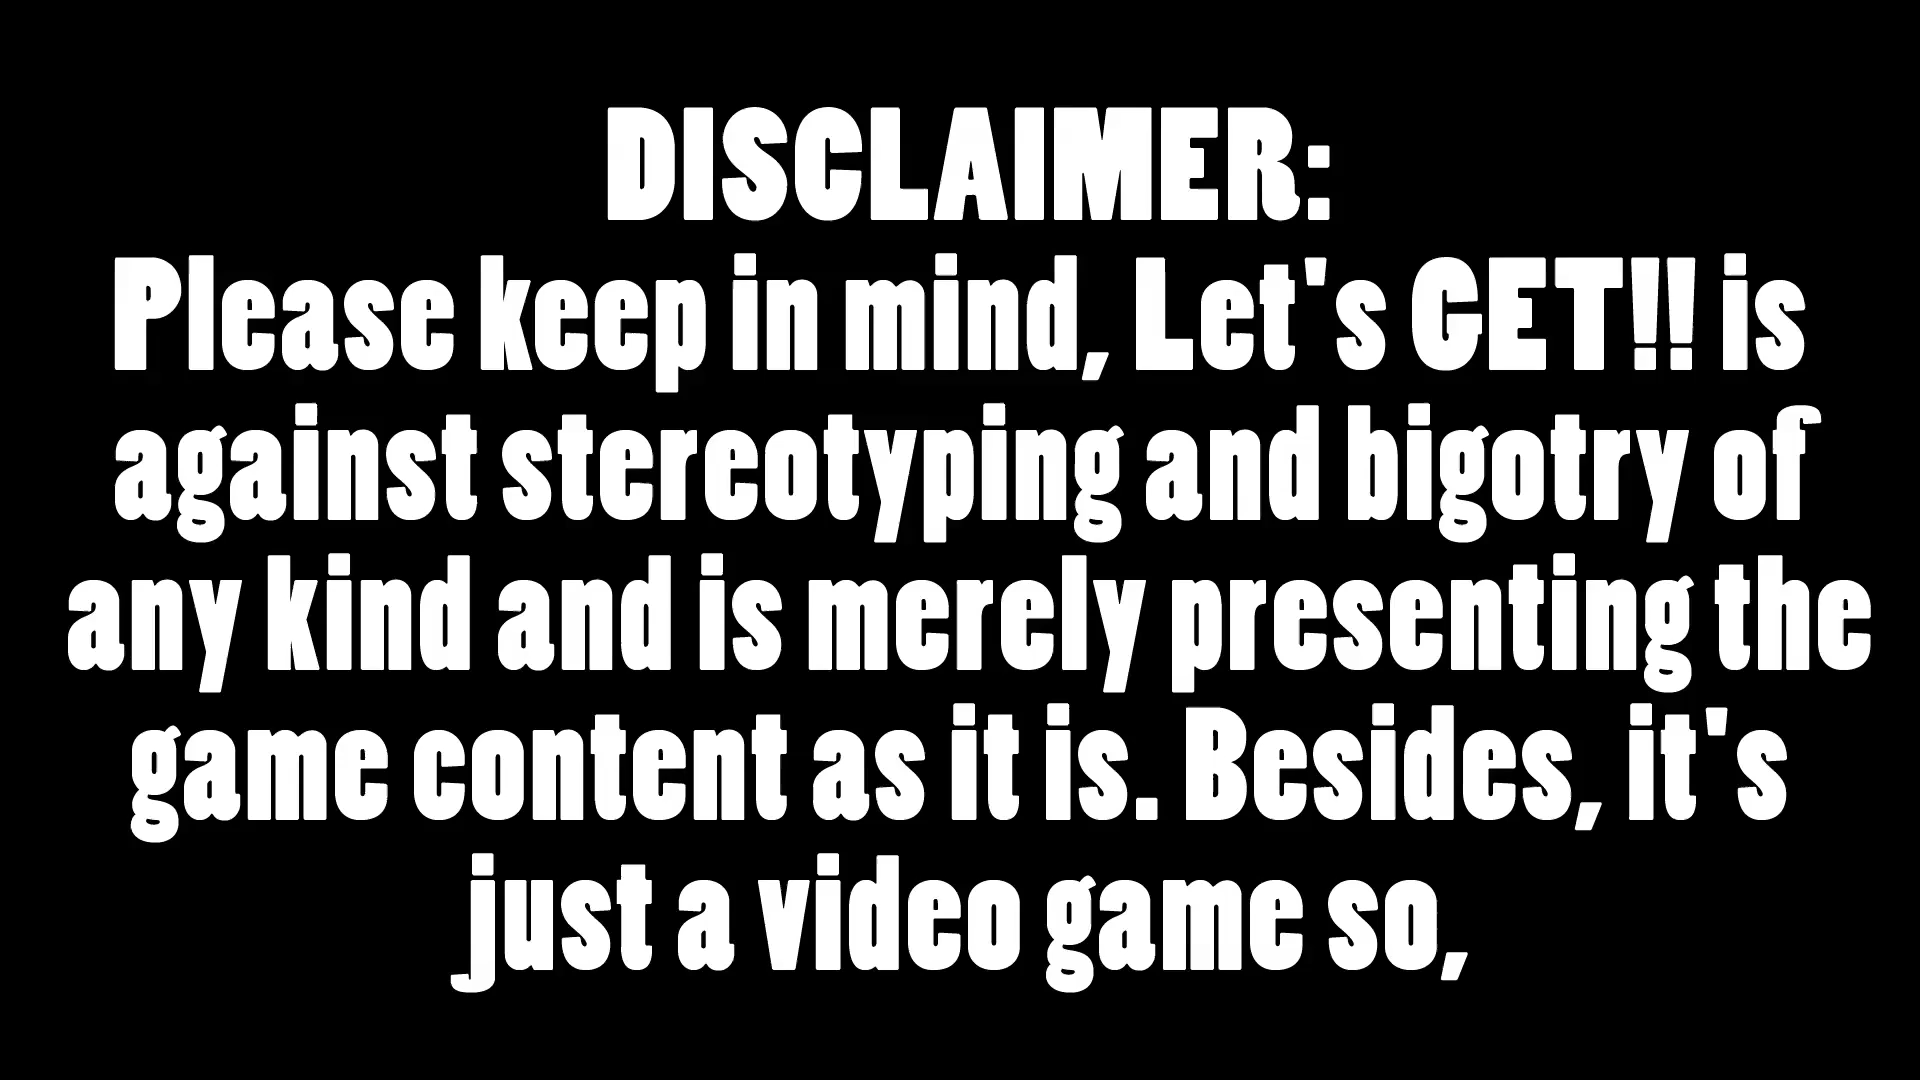 DISCLAIMER:
Please keep in mind, Let's GET!! is
against stereotyping and bigotry of
any kind and is merely presenting the
game content as it is. Besides, it's
just a video game so,